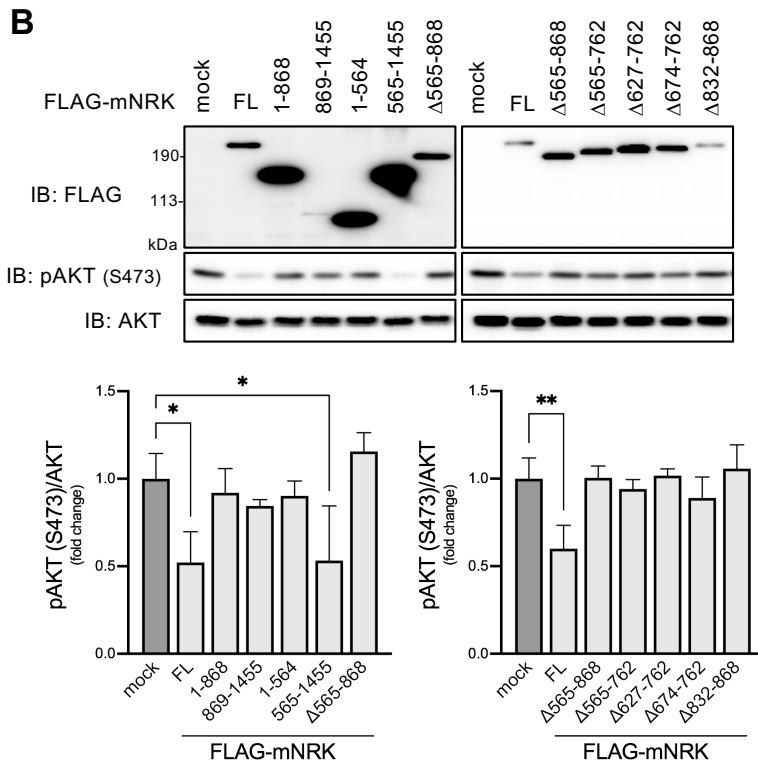 B
FLAG-mNRK
mock
FL
1-868
869-1455
1-564
565-1455
Δ565-868
mock
FL
Δ565-868
Δ565-762
Δ627-762
Δ674-762
Δ832-868
IB: FLAG
190-
113-
kDa
IB: pAKT (S473)
IB: AKT
pAKT (S473)/AKT
(fold change)
1.5
1.0
0.5
0.0
*
*
mock
FL
1-868
869-1455
1-564
565-1455
Δ565-868
FLAG-mNRK
pAKT (S473)/AKT
(fold change)
1.5
1.0
0.5
0.0
**
mock
FL
Δ565-868
Δ565-762
Δ627-762
Δ674-762
Δ832-868
FLAG-mNRK